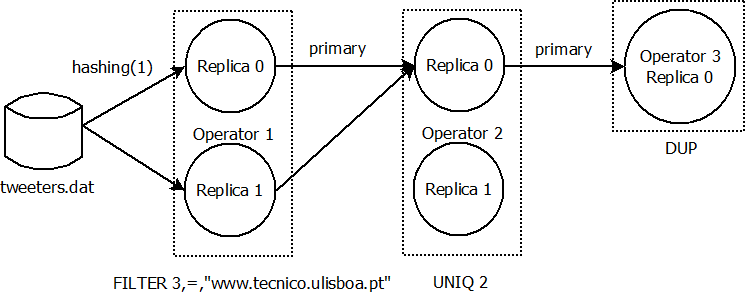 hashing(1)
Replica 0
primary
Replica 0
primary
Operator 3
Replica 0
Operator 1
Operator 2
DUP
tweeters.dat
Replica 1
Replica 1
FILTER 3,=,"www.tecnico.ulisboa.pt"
UNIQ 2